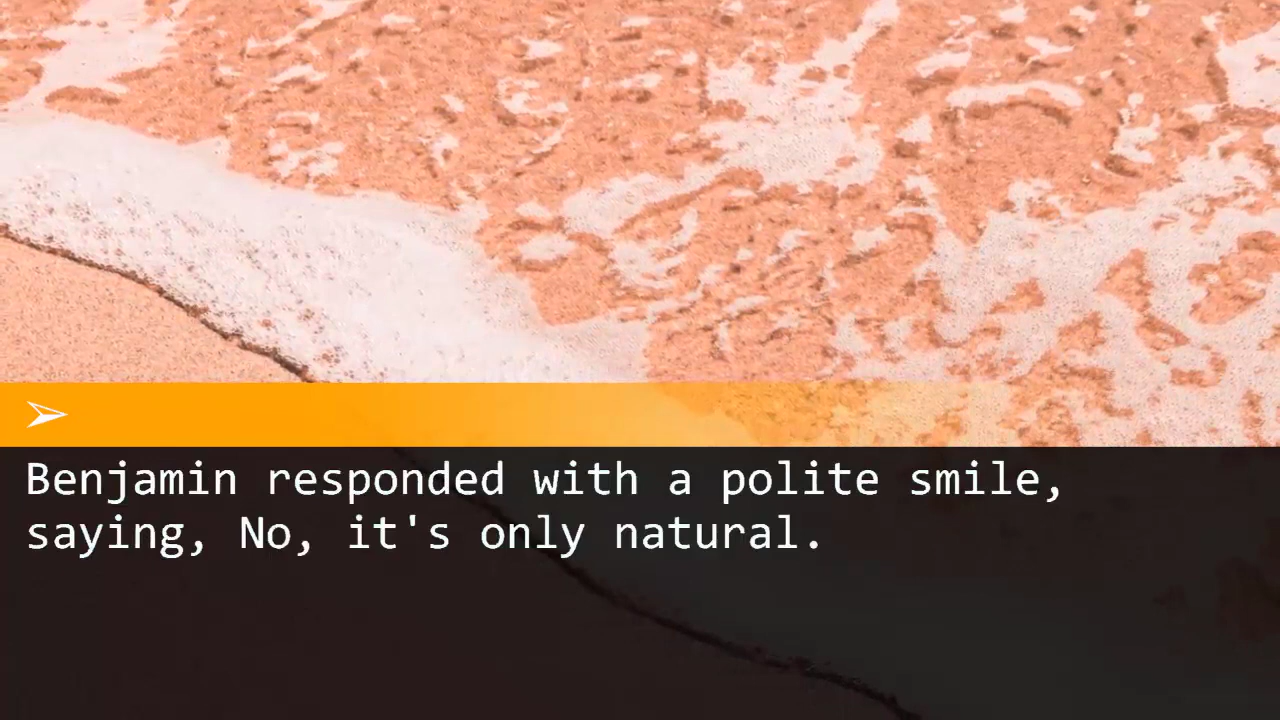 Benjamin responded with a polite smile,
saying, No, it's only natural.